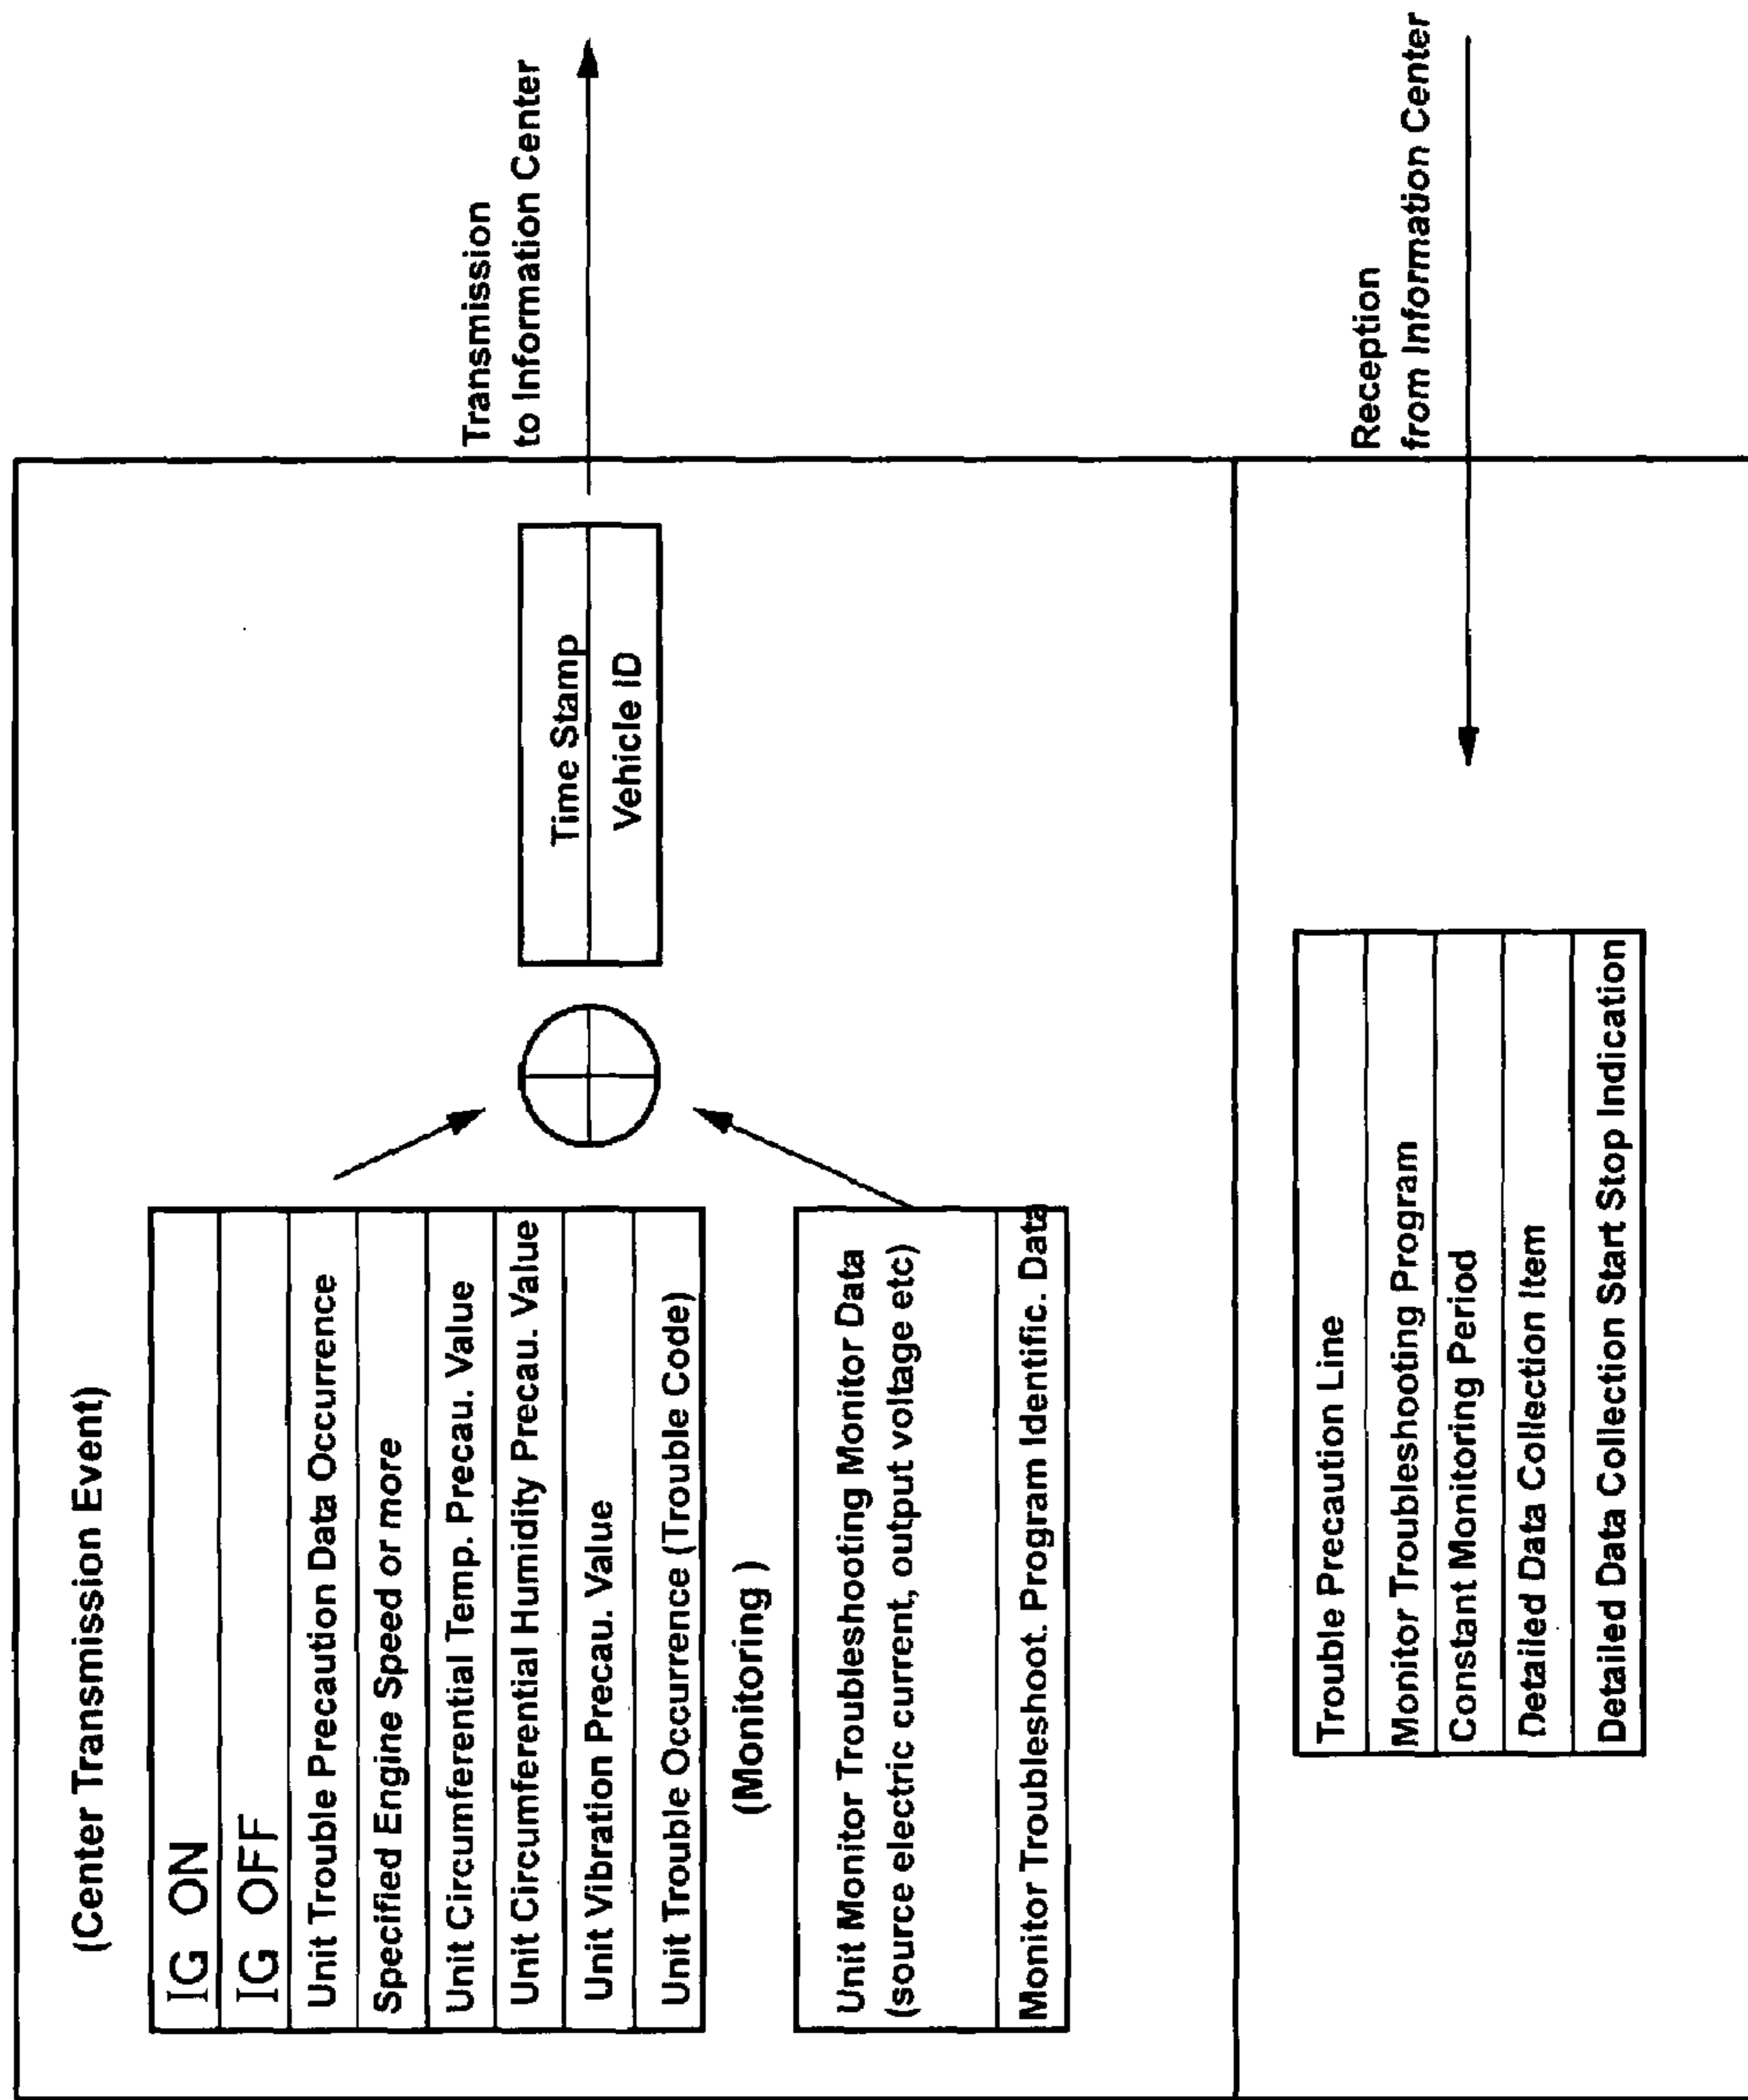 (Center Transmission Event)
IG ON
IG OFF
Unit Trouble Precaution Data Occurrence
Specified Engine Speed or more
Unit Circumferential Temp. Precau. Value
Unit Circumferential Humidity Precau. Value
Unit Vibration Precau. Value
Unit Trouble Occurrence (Trouble Code)
(Monitoring )
Unit Monitor Troubleshooting Monitor Data
(source electric current, output voltage etc)
Monitor Troubleshoot. Program Identific. Data
Time Stamp
Vehicle ID
Transmission
to Information Center
Trouble Precaution Line
Monitor Troubleshooting Program
Constant Monitoring Period
Detailed Data Collection Item
Detailed Data Collection Start Stop Indication
Reception
from Information Center